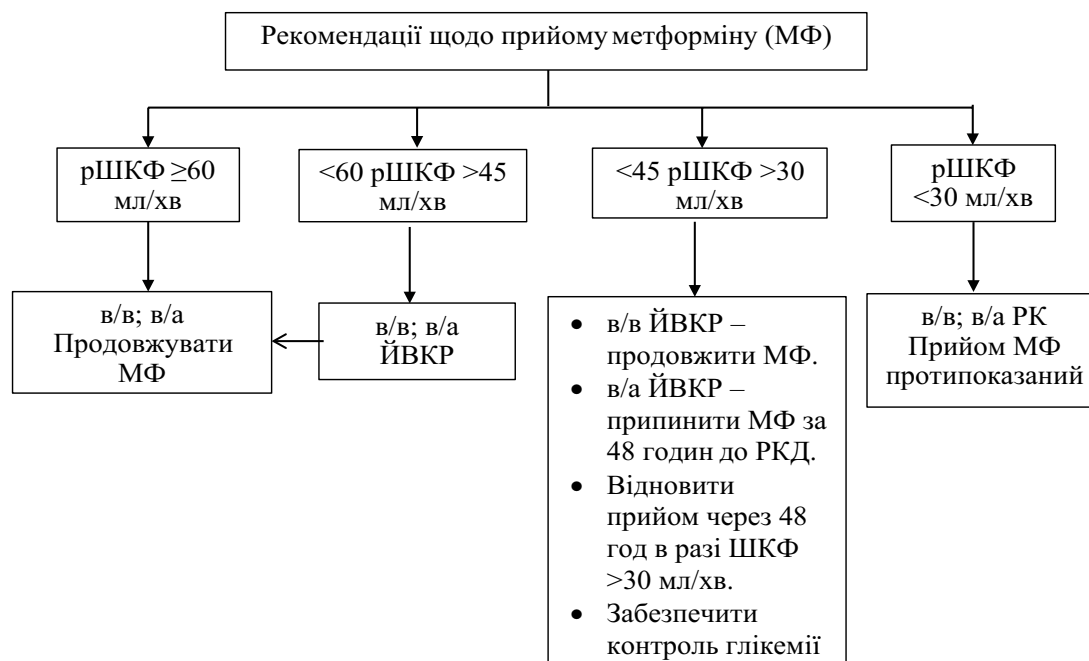 Рекомендації щодо прийому метформіну (МФ)
рШКФ ≥60
мл/хв
<60 рШКФ >45
мл/хв
<45 рШКФ >30
мл/хв
рШКФ
<30 мл/хв
в/в; в/а
Продовжувати
МФ
в/в; в/а
ЙВКР
• в/в ЙВКР –
продовжити МФ.
• в/а ЙВКР –
припинити МФ за
48 годин до РКД.
• Відновити
прийом через 48
год в разі ШКФ
>30 мл/хв.
• Забезпечити
контроль глікемії
в/в; в/а РК
Прийом МФ
протипоказаний